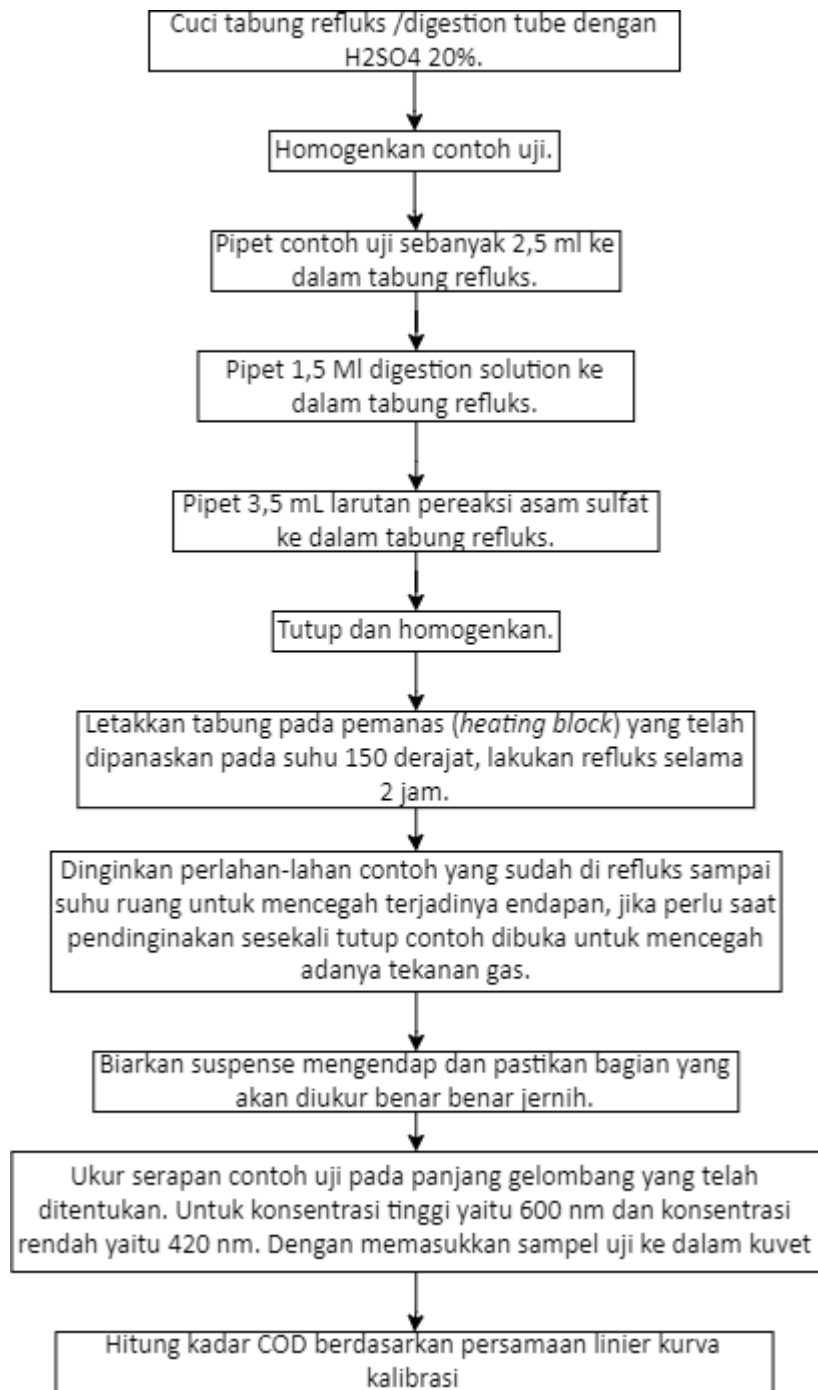 Cuci tabung refluks /digestion tube dengan
H2SO4 20%.
Homogenkan contoh uji.
Pipet contoh uji sebanyak 2,5 ml ke
dalam tabung refluks.
Pipet 1,5 Ml digestion solution ke
dalam tabung refluks.
Pipet 3,5 mL larutan pereaksi asam sulfat
ke dalam tabung refluks.
Tutup dan homogenkan.
Letakkan tabung pada pemanas (heating block) yang telah
dipanaskan pada suhu 150 derajat, lakukan refluks selama
2 jam.
Dinginkan perlahan-lahan contoh yang sudah di refluks sampai
suhu ruang untuk mencegah terjadinya endapan, jika perlu saat
pendinginakan sesekali tutup contoh dibuka untuk mencegah
adanya tekanan gas.
Biarkan suspense mengendap dan pastikan bagian yang
akan diukur benar benar jernih.
Ukur serapan contoh uji pada panjang gelombang yang telah
ditentukan. Untuk konsentrasi tinggi yaitu 600 nm dan konsentrasi
rendah yaitu 420 nm. Dengan memasukkan sampel uji ke dalam kuvet
Hitung kadar COD berdasarkan persamaan linier kurva
kalibrasi